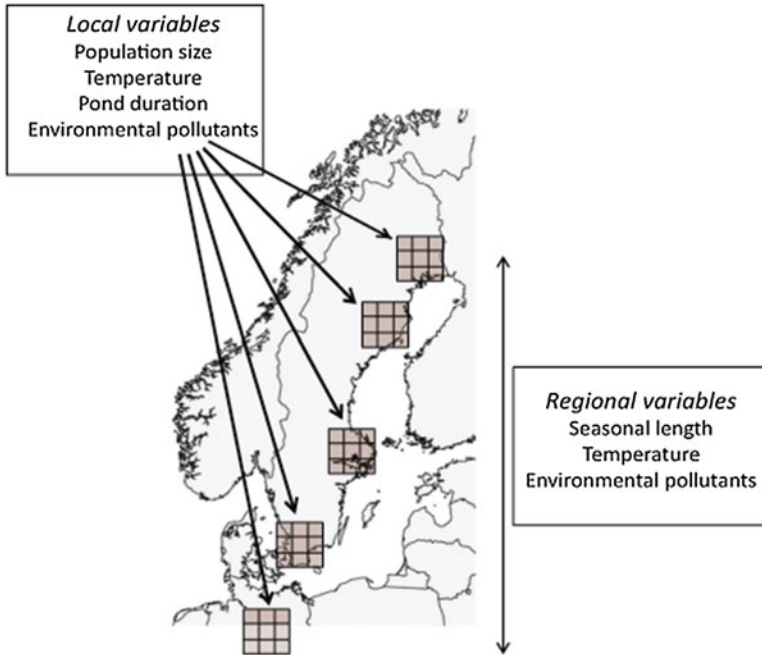 Local variables
Population size
Temperature
Pond duration
Environmental pollutants
Regional variables
Seasonal length
Temperature
Environmental pollutants